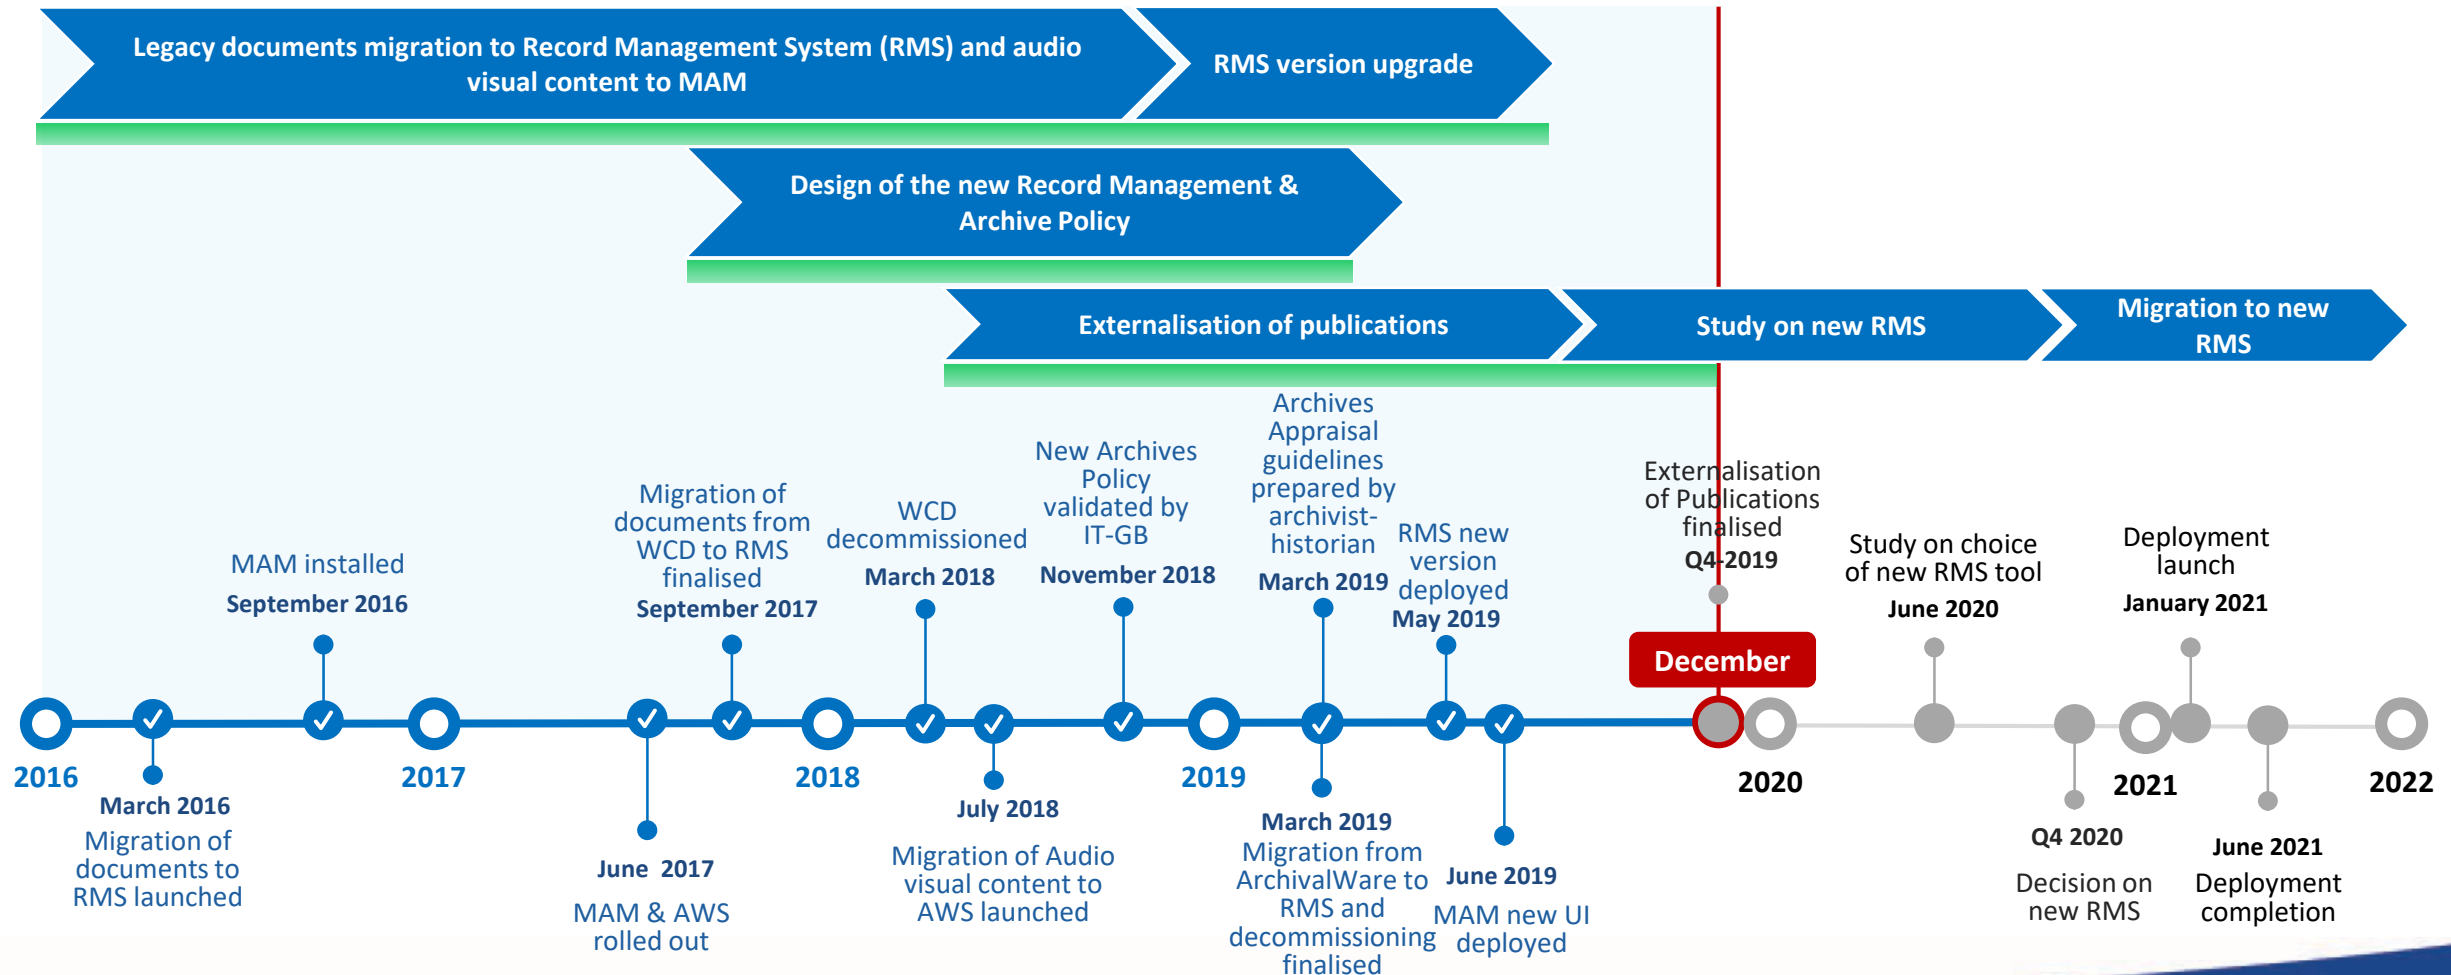 Legacy documents migration to Record Management System (RMS) and audio
visual content to MAM
RMS version upgrade
Design of the new Record Management &
Archive Policy
Externalisation of publications
Study on new RMS
Migration to new
RMS
MAM installed
September 2016
Migration of
documents from
WCD to RMS
finalised
September 2017
WCD
decommissioned
March 2018
New Archives
Policy
validated by
IT-GB
November 2018
Archives
Appraisal
guidelines
prepared by
archivist-
historian
March 2019
RMS new
version
deployed
May 2019
Externalisation
of Publications
finalised
Q4-2019
Study on choice
of new RMS tool
June 2020
Deployment
launch
January 2021
December
2016
2017
2018
2019
2020
2021
2022
March 2016
Migration of
documents to
RMS launched
June  2017
MAM & AWS
rolled out
July 2018
Migration of Audio
visual content to
AWS launched
March 2019
Migration from
ArchivalWare to
RMS and
decommissioning
finalised
June 2019
MAM new UI
deployed
Q4 2020
Decision on
new RMS
June 2021
Deployment
completion